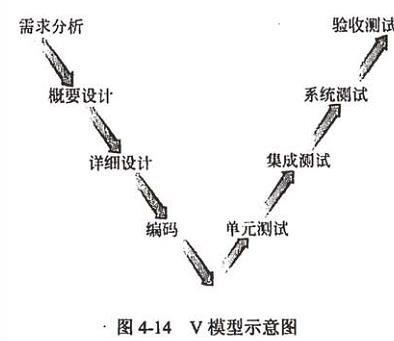 需求分析
验收测试
概要设计
系统测试
详细设计
集成测试
编码
单元测试
图 4-14 V 模型示意图